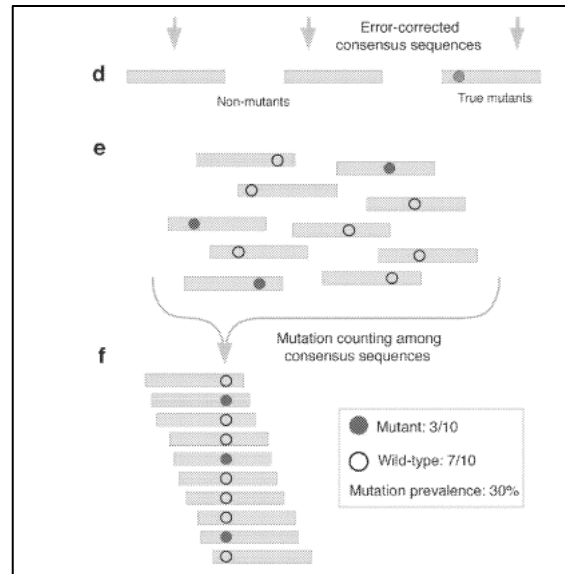 Error-corrected
consensus sequences
d
Non-mutants
True mutants
e
Mutation counting among
consensus sequences
f
Mutant: 3/10
Wild-type: 7/10
Mutation prevalence: 30%